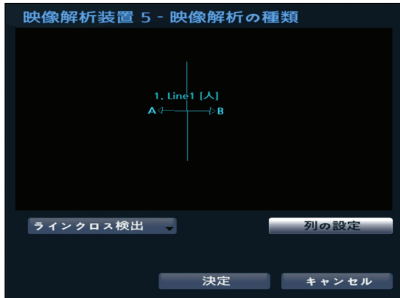 映像解析装置 5 - 映像解析の種類
1. Line1 [人]
A B
ラインクロス検出 列の設定
決定 キャンセル